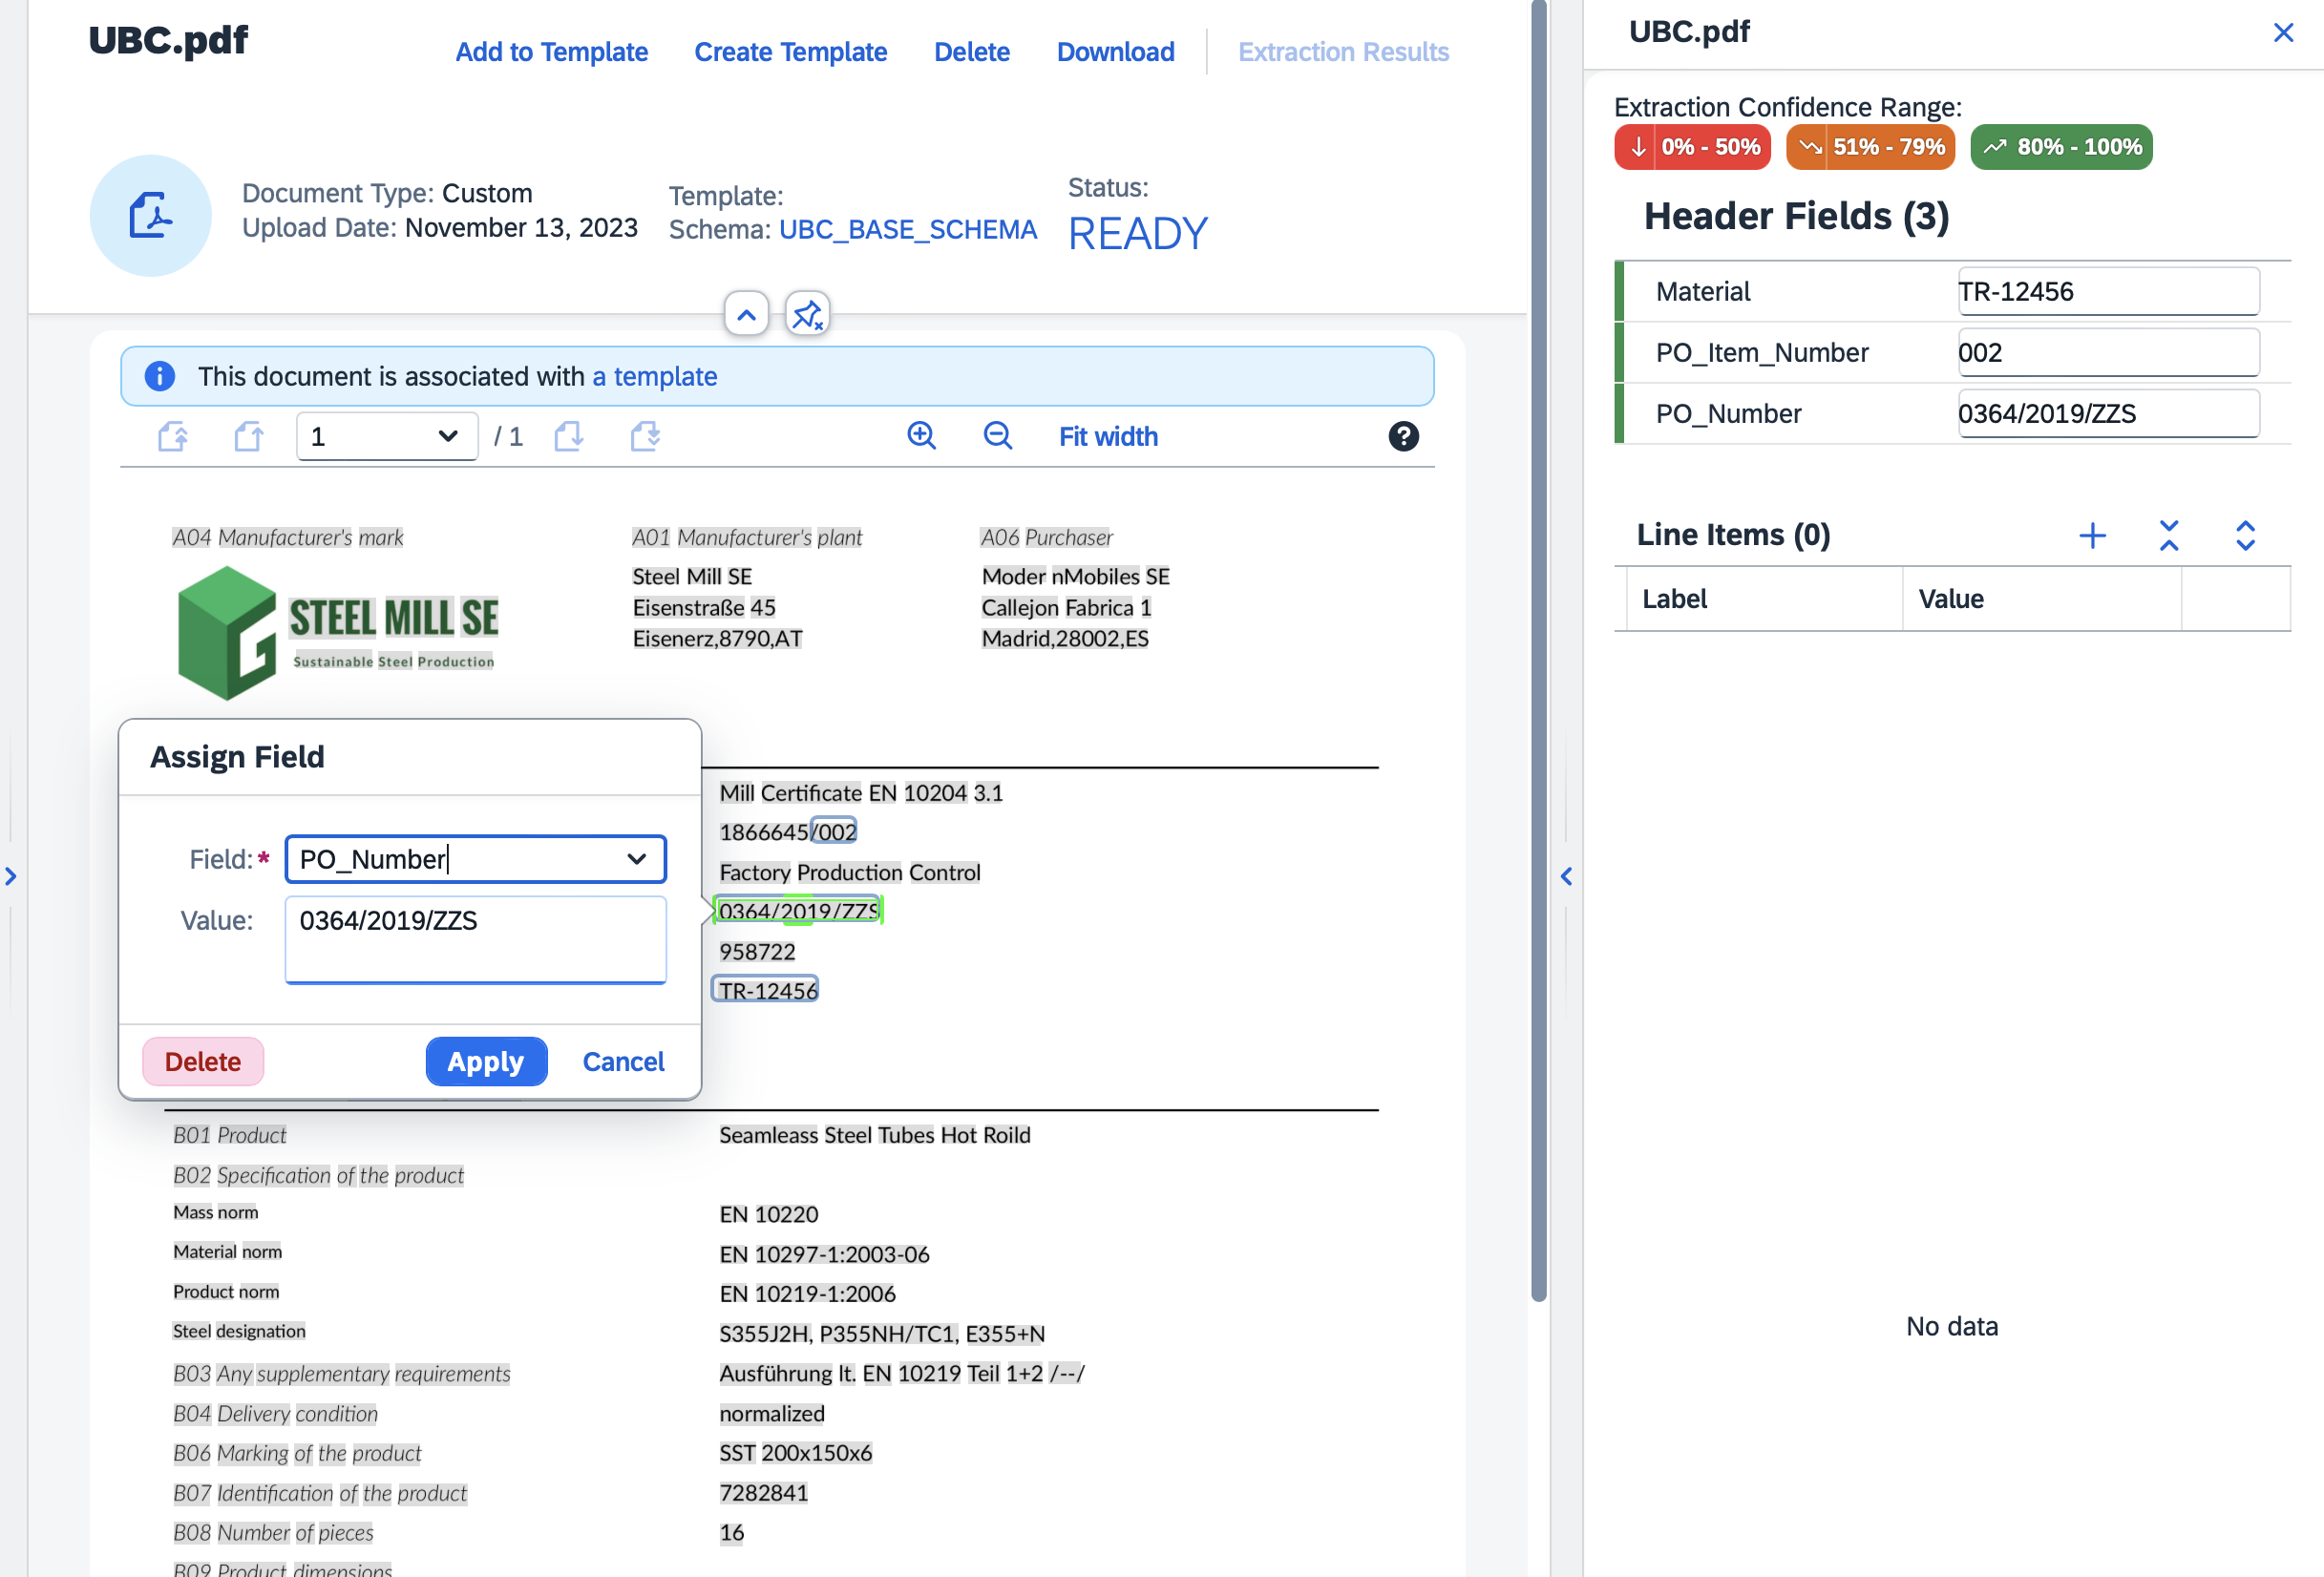 UBC.pdf
Add to Template
Create Template
Delete
Download
Extraction Results
Document Type: Custom
Upload Date: November 13, 2023
Template:
Schema: UBC_BASE_SCHEMA
Status:
READY
This document is associated with a template
1
/ 1
Fit width
?
A04 Manufacturer's mark
STEEL MILL SE
Sustainable Steel Production
A01 Manufacturer's plant
Steel Mill SE
Eisenstraße 45
Eisenerz,8790,AT
A06 Purchaser
Moder nMobiles SE
Callejon Fabrica 1
Madrid,28002,ES
Assign Field
Field:*
PO_Number
Value:
0364/2019/ZZS
Delete
Apply
Cancel
Mill Certificate EN 10204 3.1
1866645/002
Factory Production Control
0364/2019/ZZS
958722
TR-12456
B01 Product
Seamleass Steel Tubes Hot Roild
B02 Specification of the product
Mass norm
EN 10220
Material norm
EN 10297-1:2003-06
Product norm
EN 10219-1:2006
Steel designation
S355J2H, P355NH/TC1, E355+N
B03 Any supplementary requirements
Ausführung lt. EN 10219 Teil 1+2 /--/
B04 Delivery condition
normalized
B06 Marking of the product
SST 200x150x6
B07 Identification of the product
7282841
B08 Number of pieces
16
B09 Product dimensions
UBC.pdf
Extraction Confidence Range:
0% - 50%
51% - 79%
80% - 100%
Header Fields (3)
Material
TR-12456
PO_Item_Number
002
PO_Number
0364/2019/ZZS
Line Items (0)
Label
Value
No data